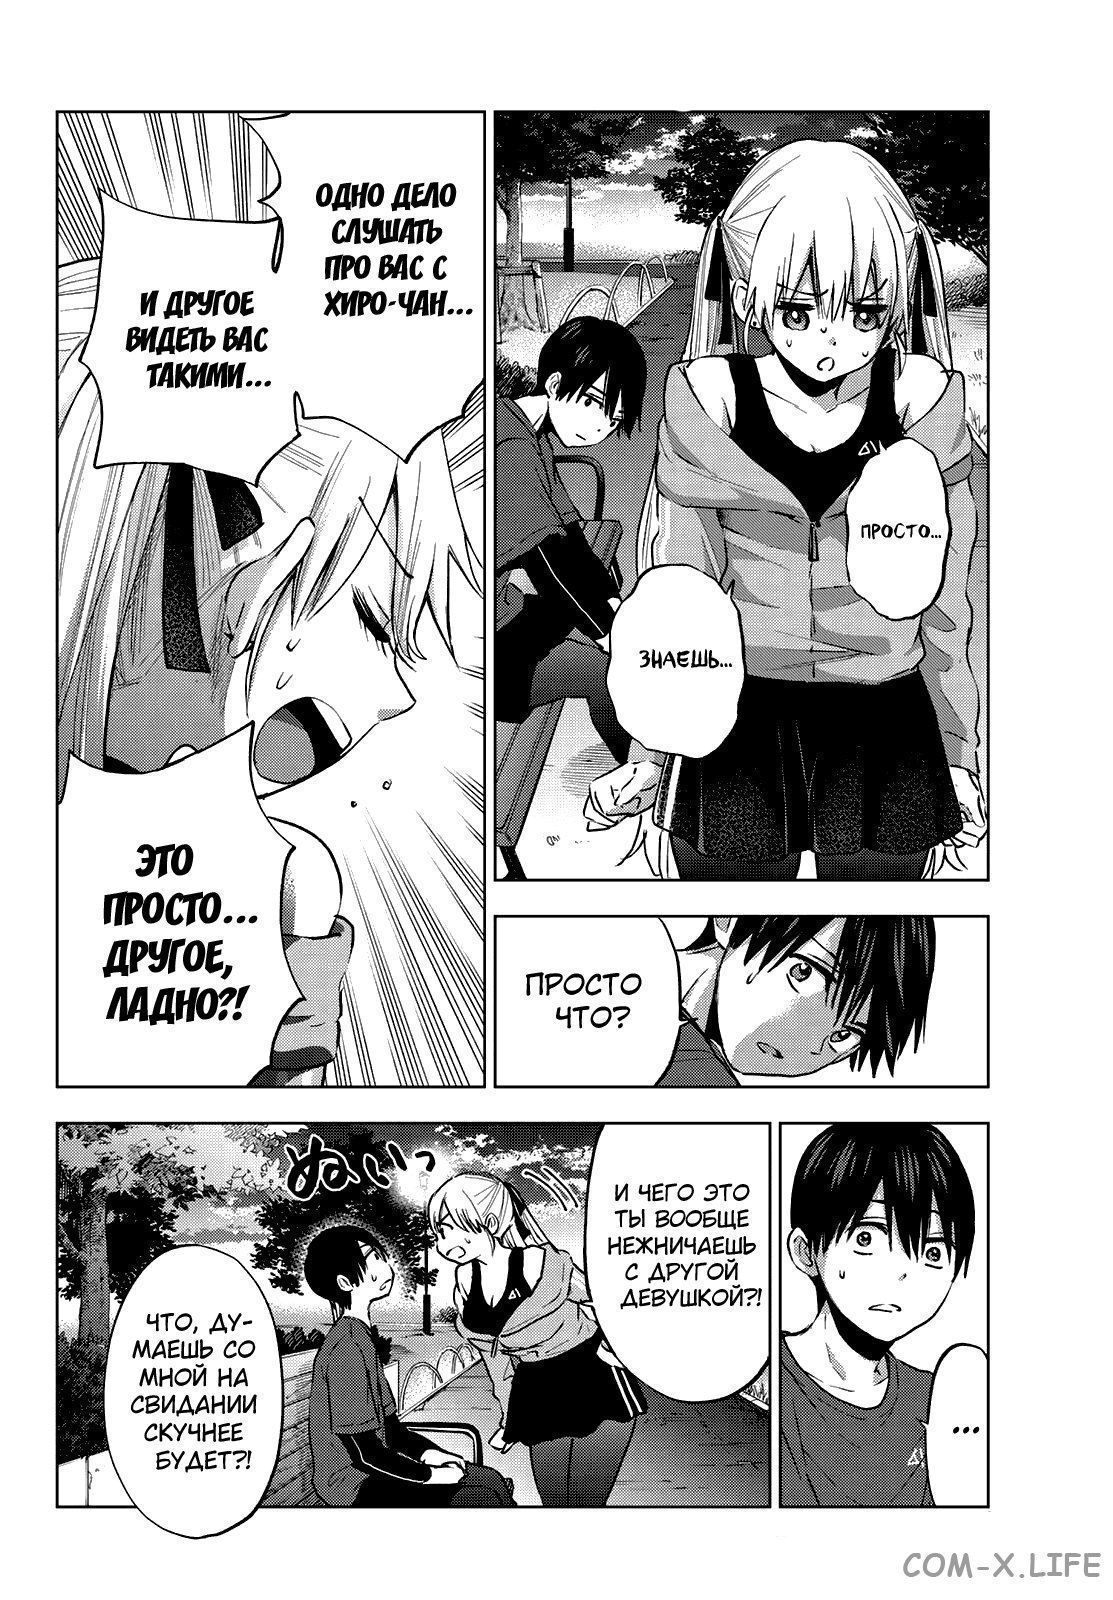 ПРОСТО...
ЗНАЕШЬ...
ПРОСТО
ЧТО?
ОДНО ДЕЛО
СЛУШАТЬ
ПРО ВАС С
ХИРО-ЧАН...
И ДРУГОЕ
ВИДЕТЬ ВАС
ТАКИМИ...
ЭТО
ПРОСТО...
ДРУГОЕ,
ЛАДНО?!
...
И ЧЕГО ЭТО
ТЫ ВООБЩЕ
НЕЖНИЧАЕШЬ
С ДРУГОЙ
ДЕВУШКОЙ?!
ぬいっ
ЧТО, ДУ-
МАЕШЬ СО
МНОЙ НА
СВИДАНИИ
СКУЧНЕЕ
БУДЕТ?!
COM-X.LIFE